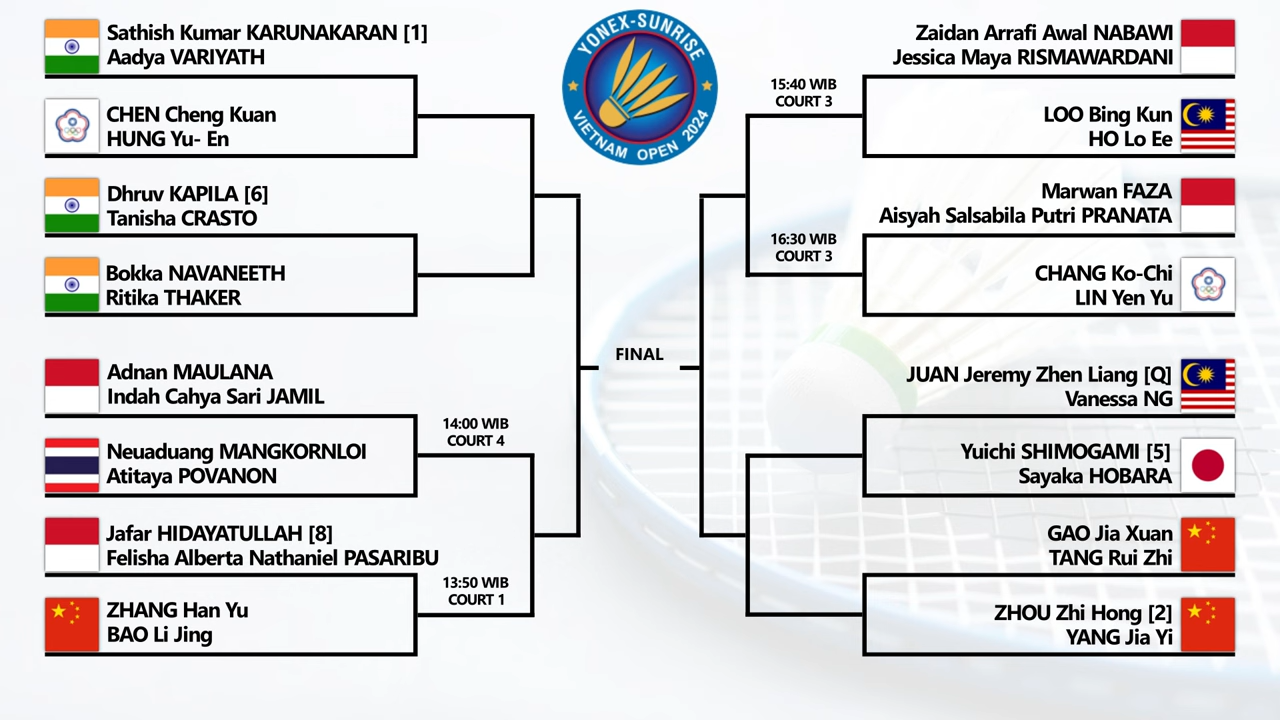 Sathish Kumar KARUNAKARAN [1]
Aadya VARIYATH
CHEN Cheng Kuan
HUNG Yu- En
Dhruv KAPILA [6]
Tanisha CRASTO
Bokka NAVANEETH
Ritika THAKER
Adnan MAULANA
Indah Cahya Sari JAMIL
14:00 WIB
COURT 4
Neuaduang MANGKORNLOI
Atitaya POVANON
Jafar HIDAYATULLAH [8]
Felisha Alberta Nathaniel PASARIBU
13:50 WIB
COURT 1
ZHANG Han Yu
BAO Li Jing
YONEX-SUNRISE
VIETNAM OPEN 2024
FINAL
Zaidan Arrafi Awal NABAWI
Jessica Maya RISMAWARDANI
15:40 WIB
COURT 3
LOO Bing Kun
HO Lo Ee
Marwan FAZA
Aisyah Salsabila Putri PRANATA
16:30 WIB
COURT 3
CHANG Ko-Chi
LIN Yen Yu
JUAN Jeremy Zhen Liang [Q]
Vanessa NG
Yuichi SHIMOGAMI [5]
Sayaka HOBARA
GAO Jia Xuan
TANG Rui Zhi
ZHOU Zhi Hong [2]
YANG Jia Yi